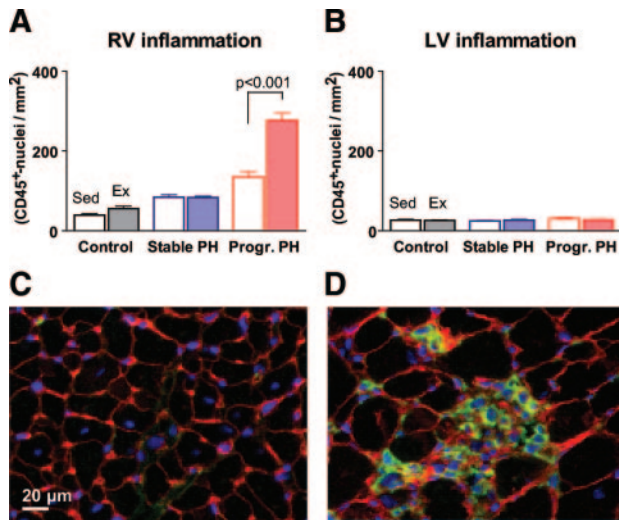 A
RV inflammation
(CD45+-nuclei / mm²)
400
200
0
p<0.001
Sed
Ex
Control
Stable PH
Progr. PH
B
LV inflammation
(CD45+-nuclei / mm²)
400
200
0
Sed
Ex
Control
Stable PH
Progr. PH
C
20 µm
D